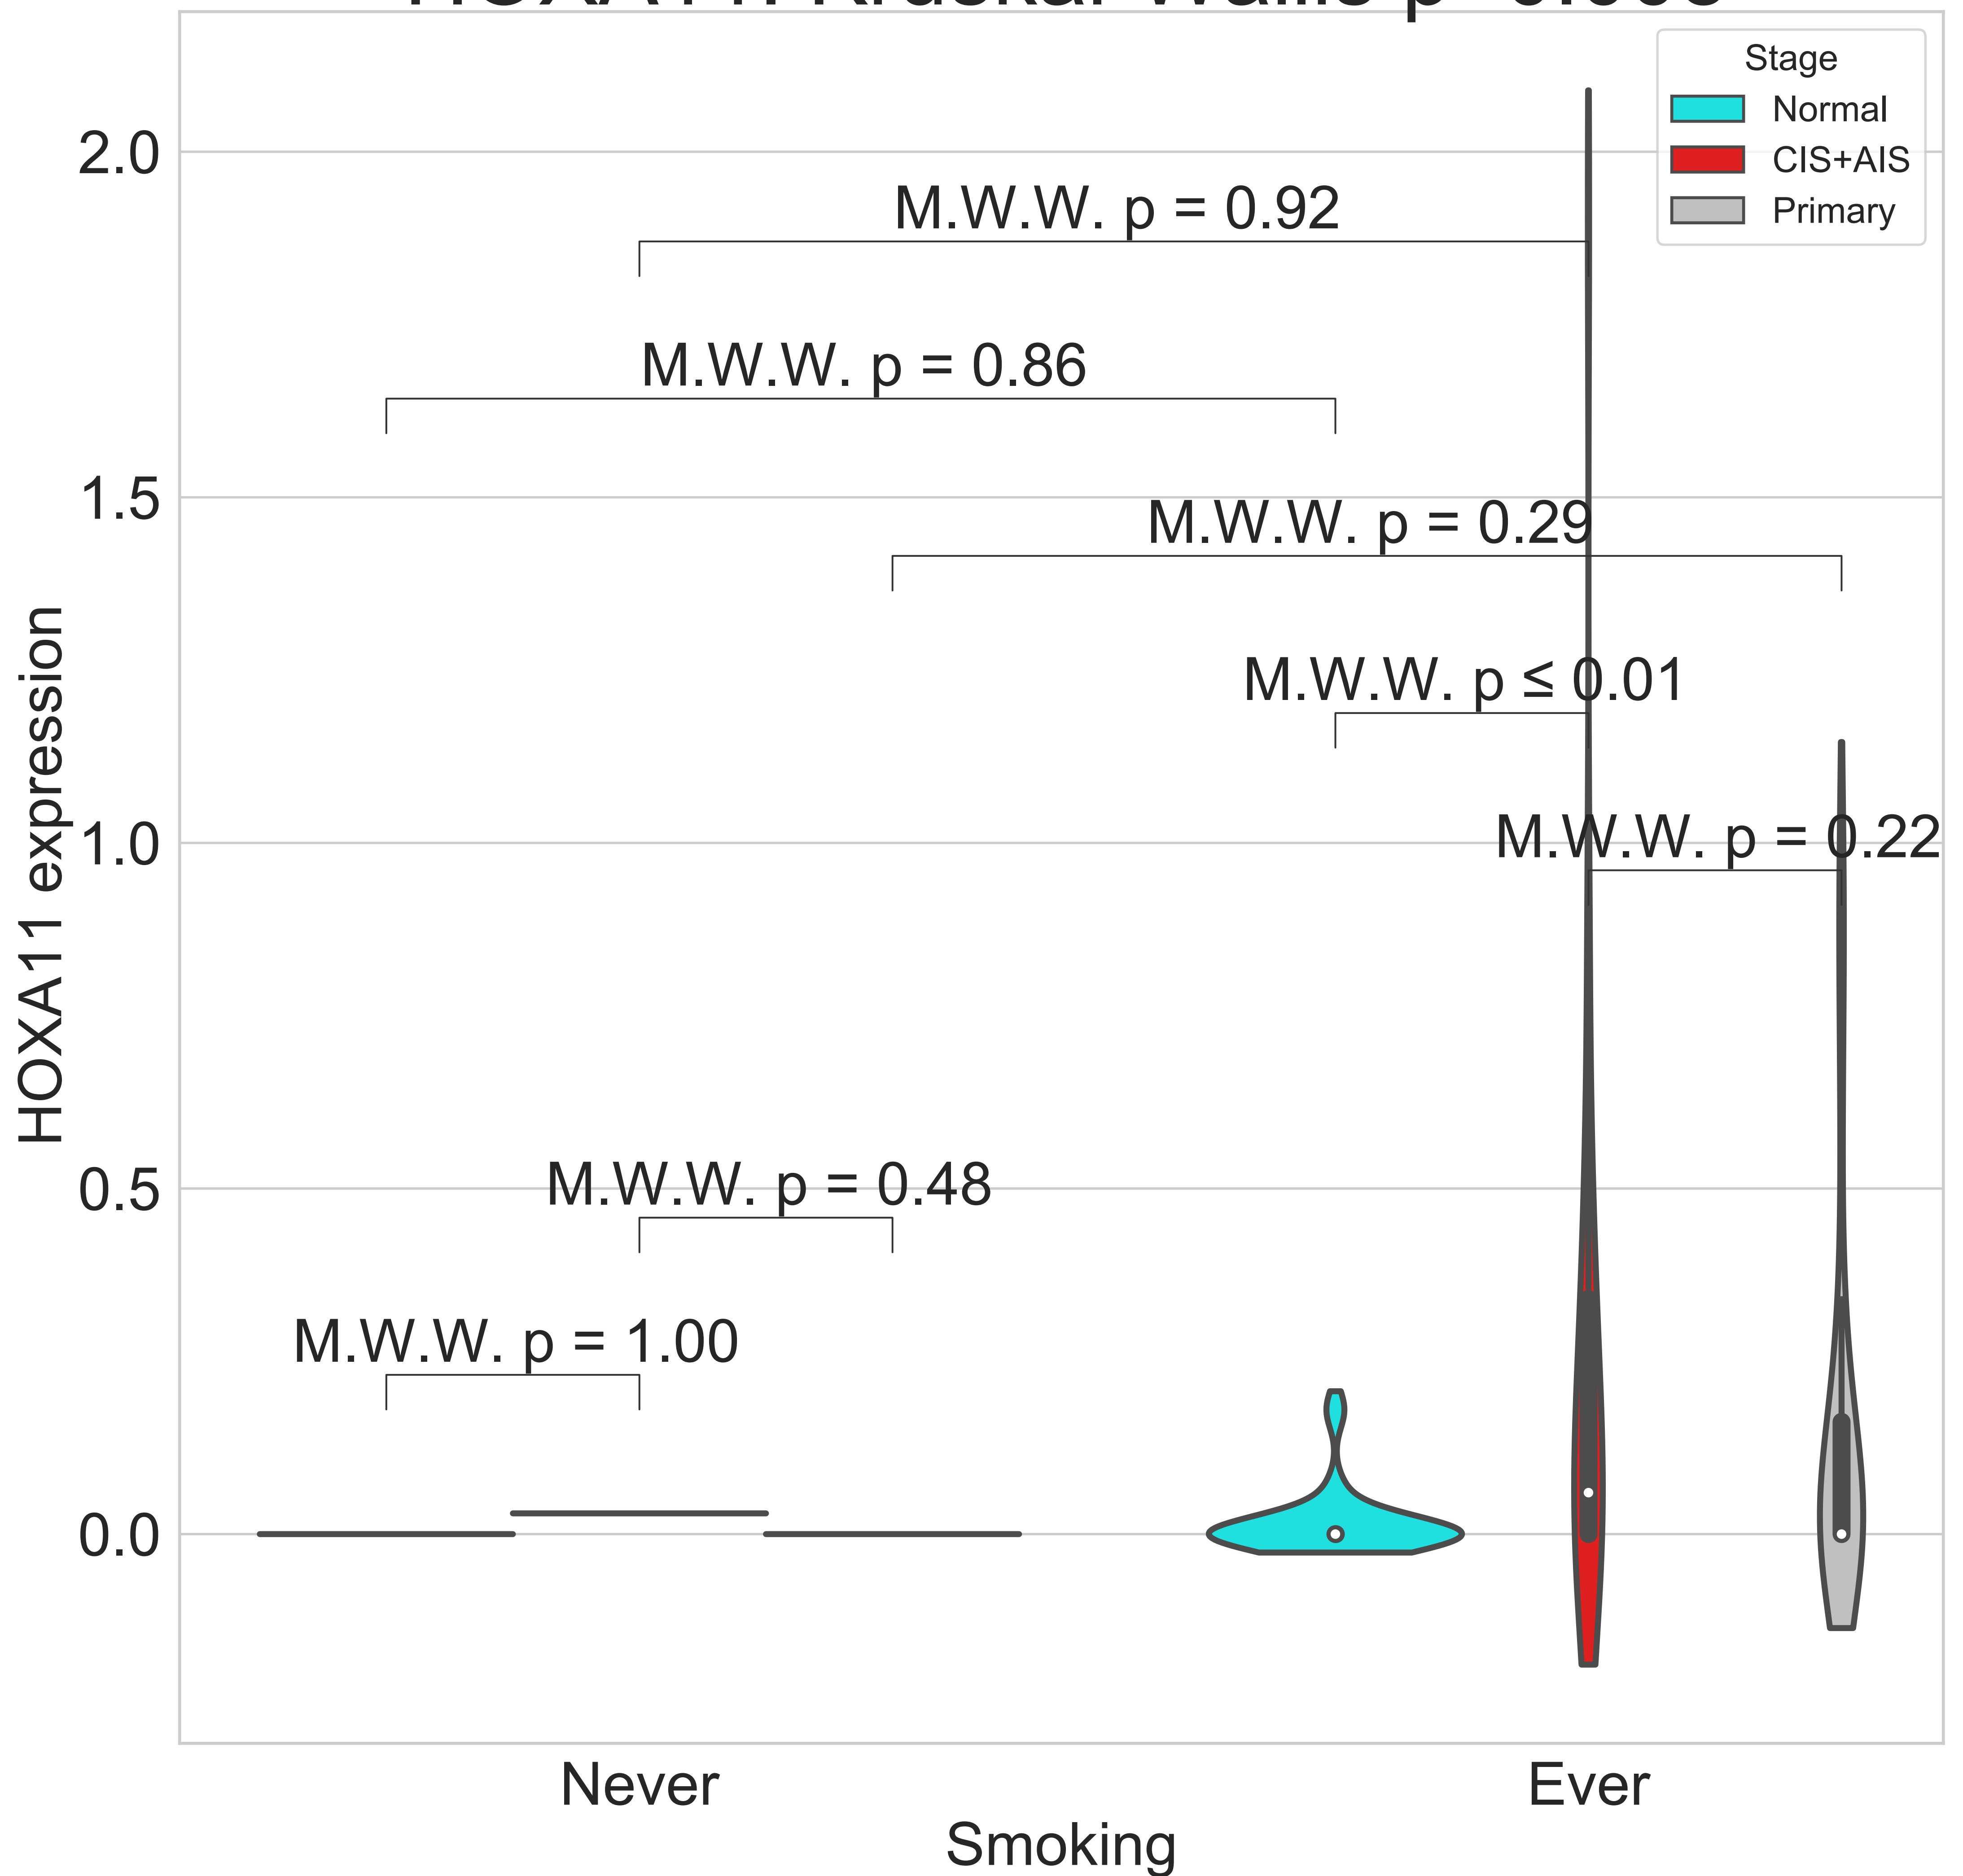 Stage
Normal
CIS+AIS
Primary
2.0
1.5
1.0
0.5
0.0
HOXA11 expression
M.W.W. p = 0.92
M.W.W. p = 0.86
M.W.W. p = 0.29
M.W.W. p ≤ 0.01
M.W.W. p = 0.22
M.W.W. p = 0.48
M.W.W. p = 1.00
Never
Ever
Smoking